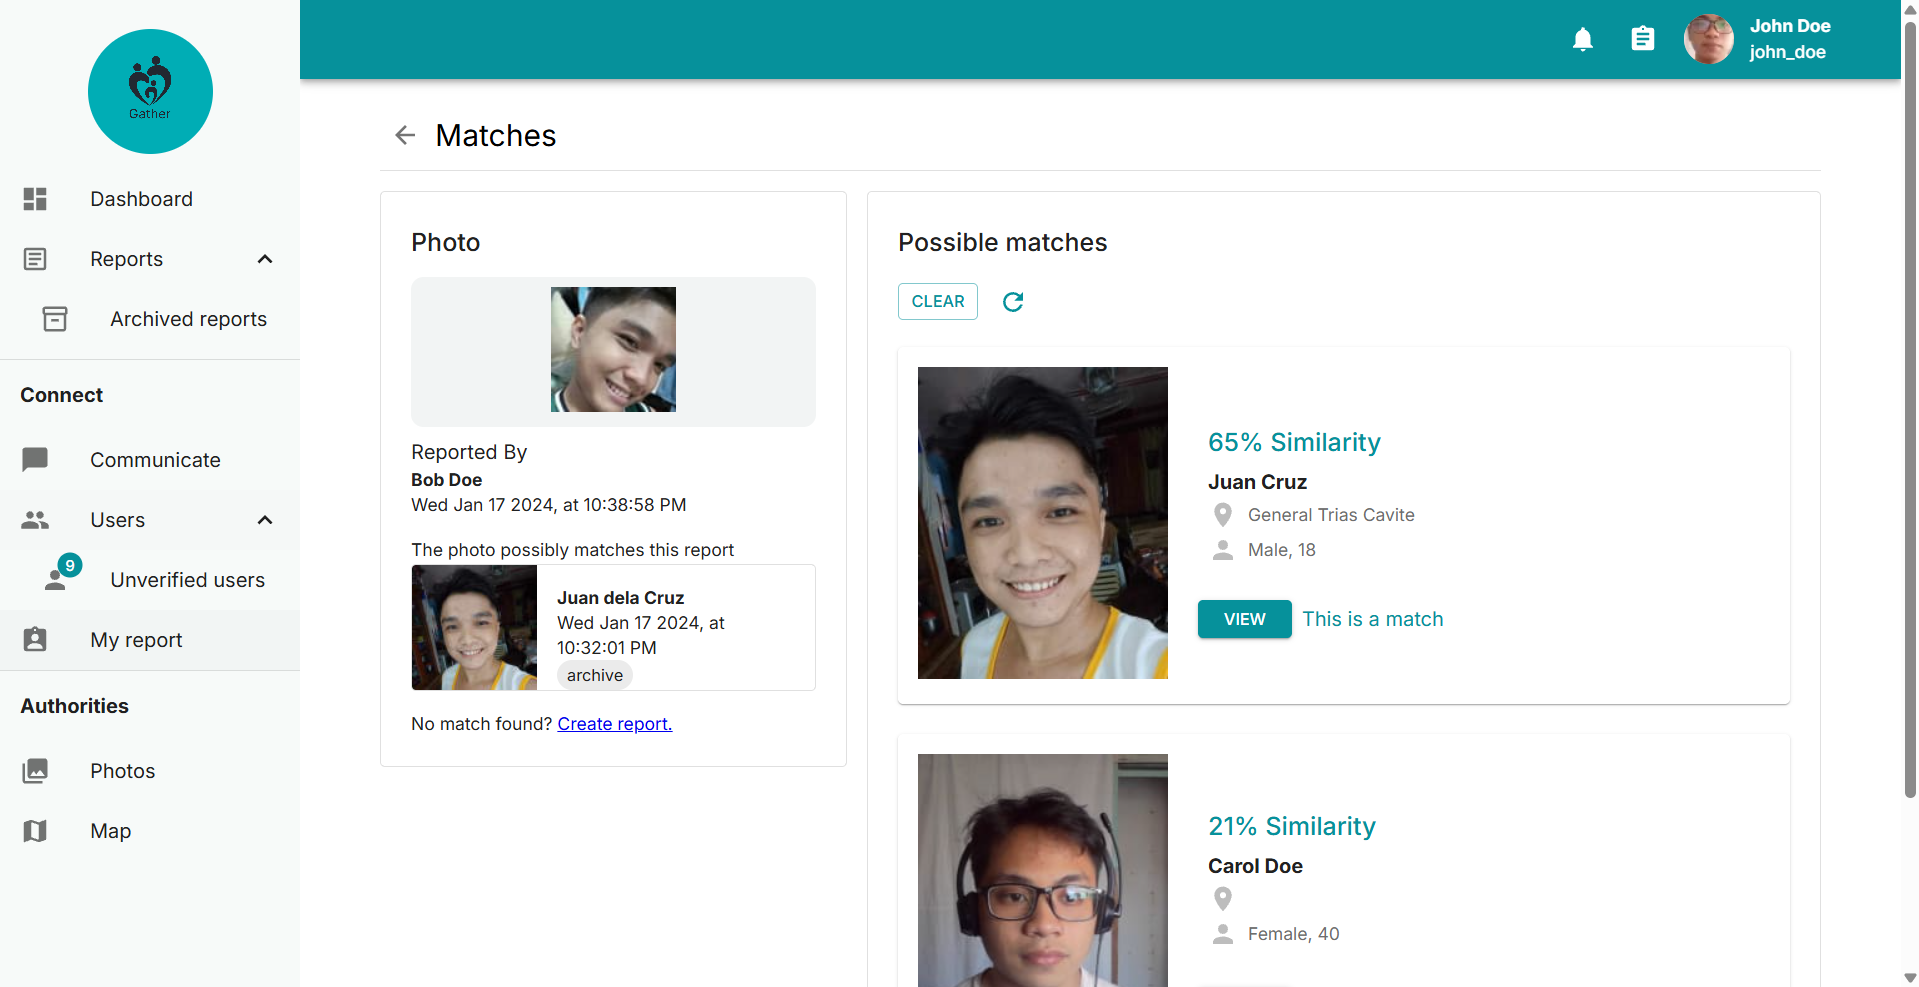 Gather
Dashboard
Reports
Archived reports
Connect
Communicate
Users
9
Unverified users
My report
Authorities
Photos
Map
John Doe
john_doe
Matches
Photo
Reported By
Bob Doe
Wed Jan 17 2024, at 10:38:58 PM
The photo possibly matches this report
Juan dela Cruz
Wed Jan 17 2024, at
10:32:01 PM
archive
No match found? Create report.
Possible matches
CLEAR
65% Similarity
Juan Cruz
General Trias Cavite
Male, 18
VIEW This is a match
21% Similarity
Carol Doe
Female, 40